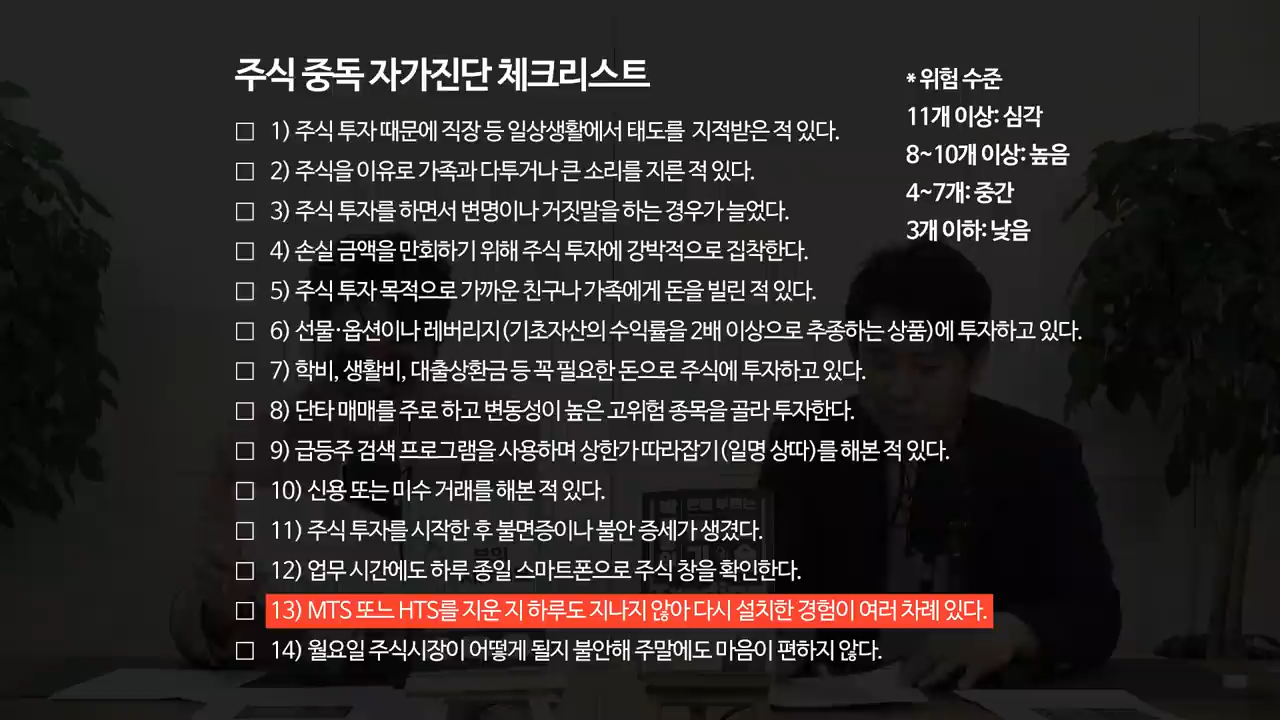 주식 중독 자가진단 체크리스트
1) 주식 투자 때문에 직장 등 일상생활에서 태도를 지적받은 적 있다.
2) 주식을 이유로 가족과 다투거나 큰 소리를 지른 적 있다.
3) 주식 투자를 하면서 변명이나 거짓말을 하는 경우가 늘었다.
4) 손실 금액을 만회하기 위해 주식 투자에 강박적으로 집착한다.
5) 주식 투자 목적으로 가까운 친구나 가족에게 돈을 빌린 적 있다.
6) 선물·옵션이나 레버리지(기초자산의 수익률을 2배 이상으로 추종하는 상품)에 투자하고 있다.
7) 학비, 생활비, 대출상환금 등 꼭 필요한 돈으로 주식에 투자하고 있다.
8) 단타 매매를 주로 하고 변동성이 높은 고위험 종목을 골라 투자한다.
9) 급등주 검색 프로그램을 사용하며 상한가 따라잡기(일명 상따)를 해본 적 있다.
10) 신용 또는 미수 거래를 해본 적 있다.
11) 주식 투자를 시작한 후 불면증이나 불안 증세가 생겼다.
12) 업무 시간에도 하루 종일 스마트폰으로 주식 창을 확인한다.
13) MTS 또느 HTS를 지운 지 하루도 지나지 않아 다시 설치한 경험이 여러 차례 있다.
14) 월요일 주식시장이 어떻게 될지 불안해 주말에도 마음이 편하지 않다.
* 위험 수준
11개 이상: 심각
8~10개 이상: 높음
4~7개: 중간
3개 이하: 낮음